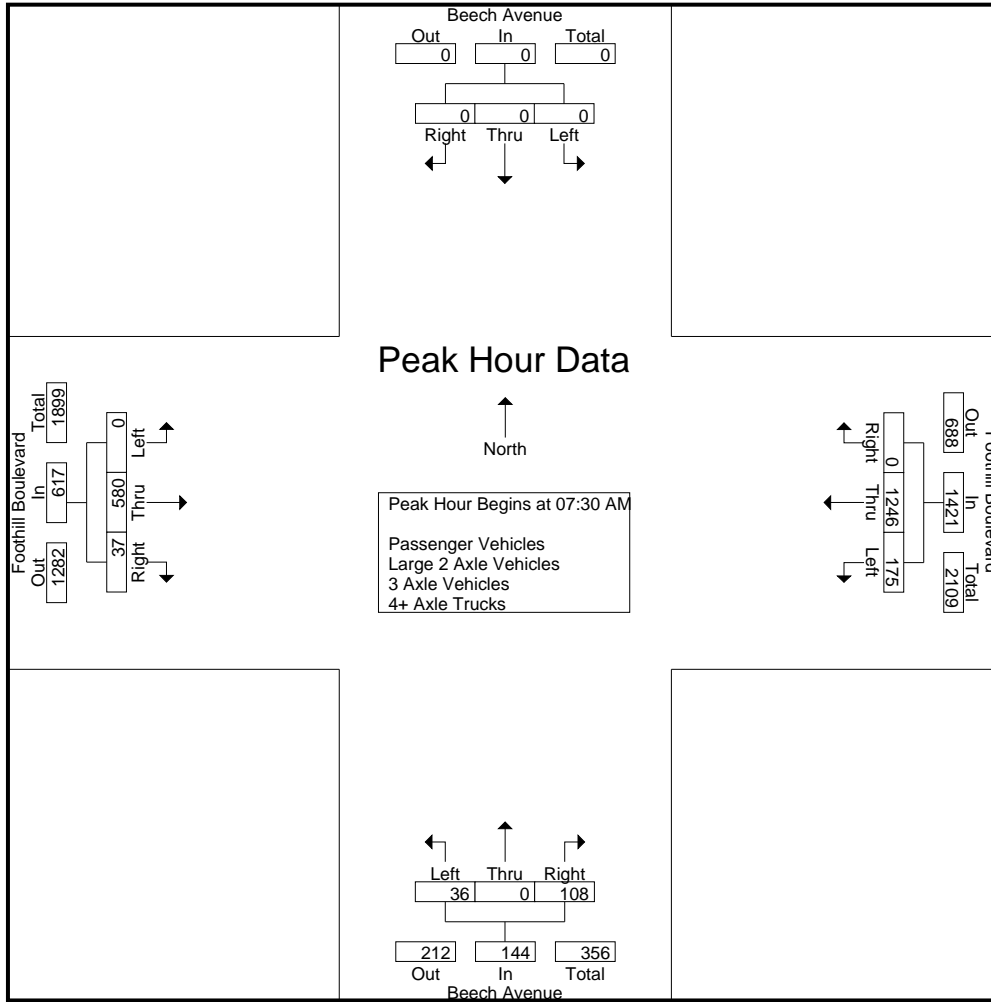 Beech Avenue
Out In Total
0 0 0
0 0 0
Right Thru Left
Peak Hour Data
North
Peak Hour Begins at 07:30 AM
Passenger Vehicles
Large 2 Axle Vehicles
3 Axle Vehicles
4+ Axle Trucks
Foothill Boulevard
Out In Total
1282 617 1899
37 580 0
Right Thru Left
Foothill Boulevard
Out In Total
688 1421 2109
0 1246 175
Right Thru Left
Left Thru Right
36 0 108
212 144 356
Out In Total
Beech Avenue